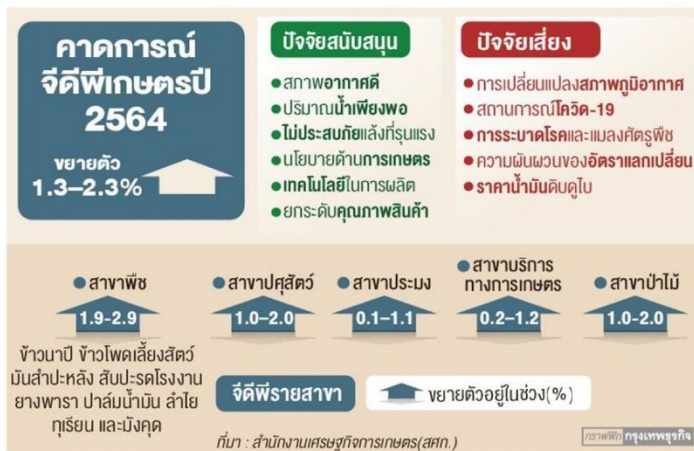 คาดการณ์
จีดีพีเกษตรปี
2564
ขยายตัว
1.3–2.3%
ปัจจัยสนับสนุน
●สภาพอากาศดี
●ปริมาณน้ำเพียงพอ
●ไม่ประสบภัยแล้งที่รุนแรง
●นโยบายด้านการเกษตร
●เทคโนโลยีในการผลิต
●ยกระดับคุณภาพสินค้า
ปัจจัยเสี่ยง
●การเปลี่ยนแปลงสภาพภูมิอากาศ
●สถานการณ์โควิด-19
●การระบาดโรคและแมลงศัตรูพืช
●ความผันผวนของอัตราแลกเปลี่ยน
●ราคาน้ำมันดิบดูไบ
●สาขาพืช
1.9-2.9
ข้าวนาปี ข้าวโพดเลี้ยงสัตว์
มันสำปะหลัง สับปะรดโรงงาน
ยางพารา ปาล์มน้ำมัน ลำไย
ทุเรียน และมังคุด
●สาขาปศุสัตว์
1.0–2.0
●สาขาประมง
0.1–1.1
●สาขาบริการ
ทางการเกษตร
0.2–1.2
●สาขาป่าไม้
1.0-2.0
จีดีพีรายสาขา
ขยายตัวอยู่ในช่วง(%)
ที่มา : สำนักงานเศรษฐกิจการเกษตร(สศก.)
กราฟฟิก กรุงเทพธุรกิจ